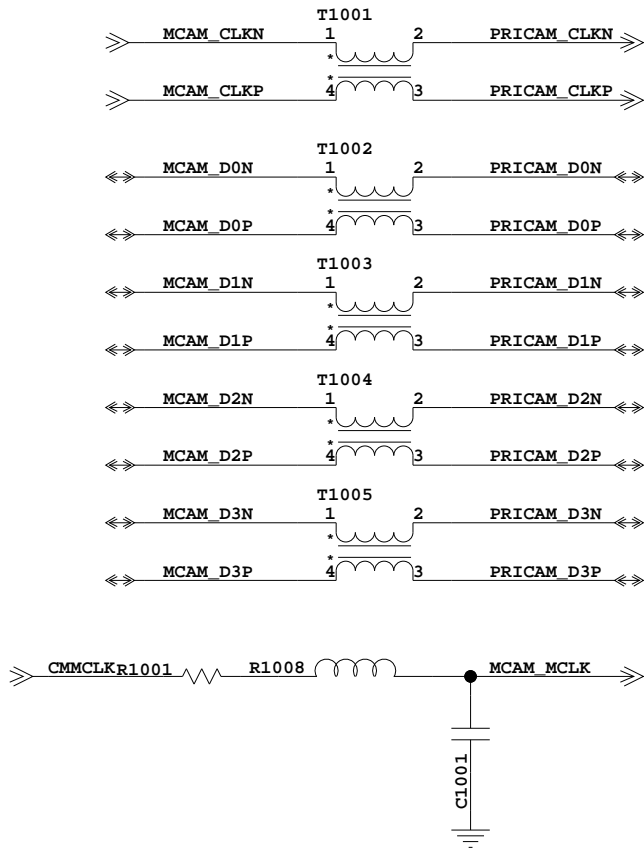 T1001
MCAM_CLKN 1 2 PRICAM_CLKN
*
*
MCAM_CLKP 4 3 PRICAM_CLKP
T1002
MCAM_D0N 1 2 PRICAM_D0N
*
*
MCAM_D0P 4 3 PRICAM_D0P
T1003
MCAM_D1N 1 2 PRICAM_D1N
*
*
MCAM_D1P 4 3 PRICAM_D1P
T1004
MCAM_D2N 1 2 PRICAM_D2N
*
*
MCAM_D2P 4 3 PRICAM_D2P
T1005
MCAM_D3N 1 2 PRICAM_D3N
*
*
MCAM_D3P 4 3 PRICAM_D3P
CMMCLK R1001 R1008 MCAM_MCLK
C1001